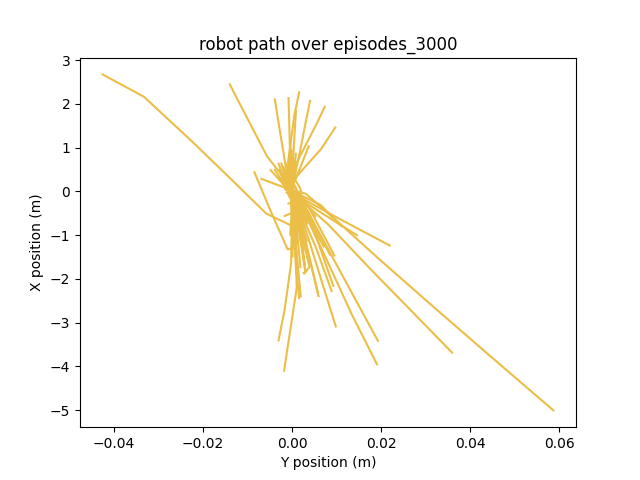 robot path over episodes_3000
3
2
1
0
−1
−2
−3
−4
−5
X position (m)
−0.04 −0.02 0.00 0.02 0.04 0.06
Y position (m)